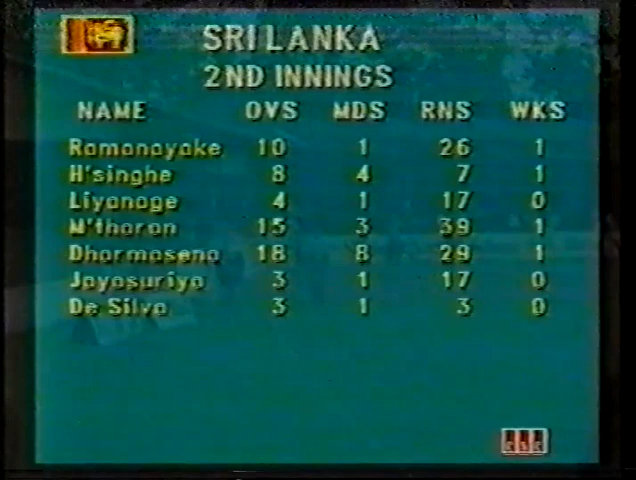 SRI LANKA
2ND INNINGS
NAME OVS MDS RNS WKS
Ramanayake 10 1 26 1
H'singhe 8 4 7 1
Liyanage 4 1 17 0
M'tharan 15 3 39 1
Dharmasena 18 8 29 1
Jayasuriya 3 1 17 0
De Silva 3 1 3 0